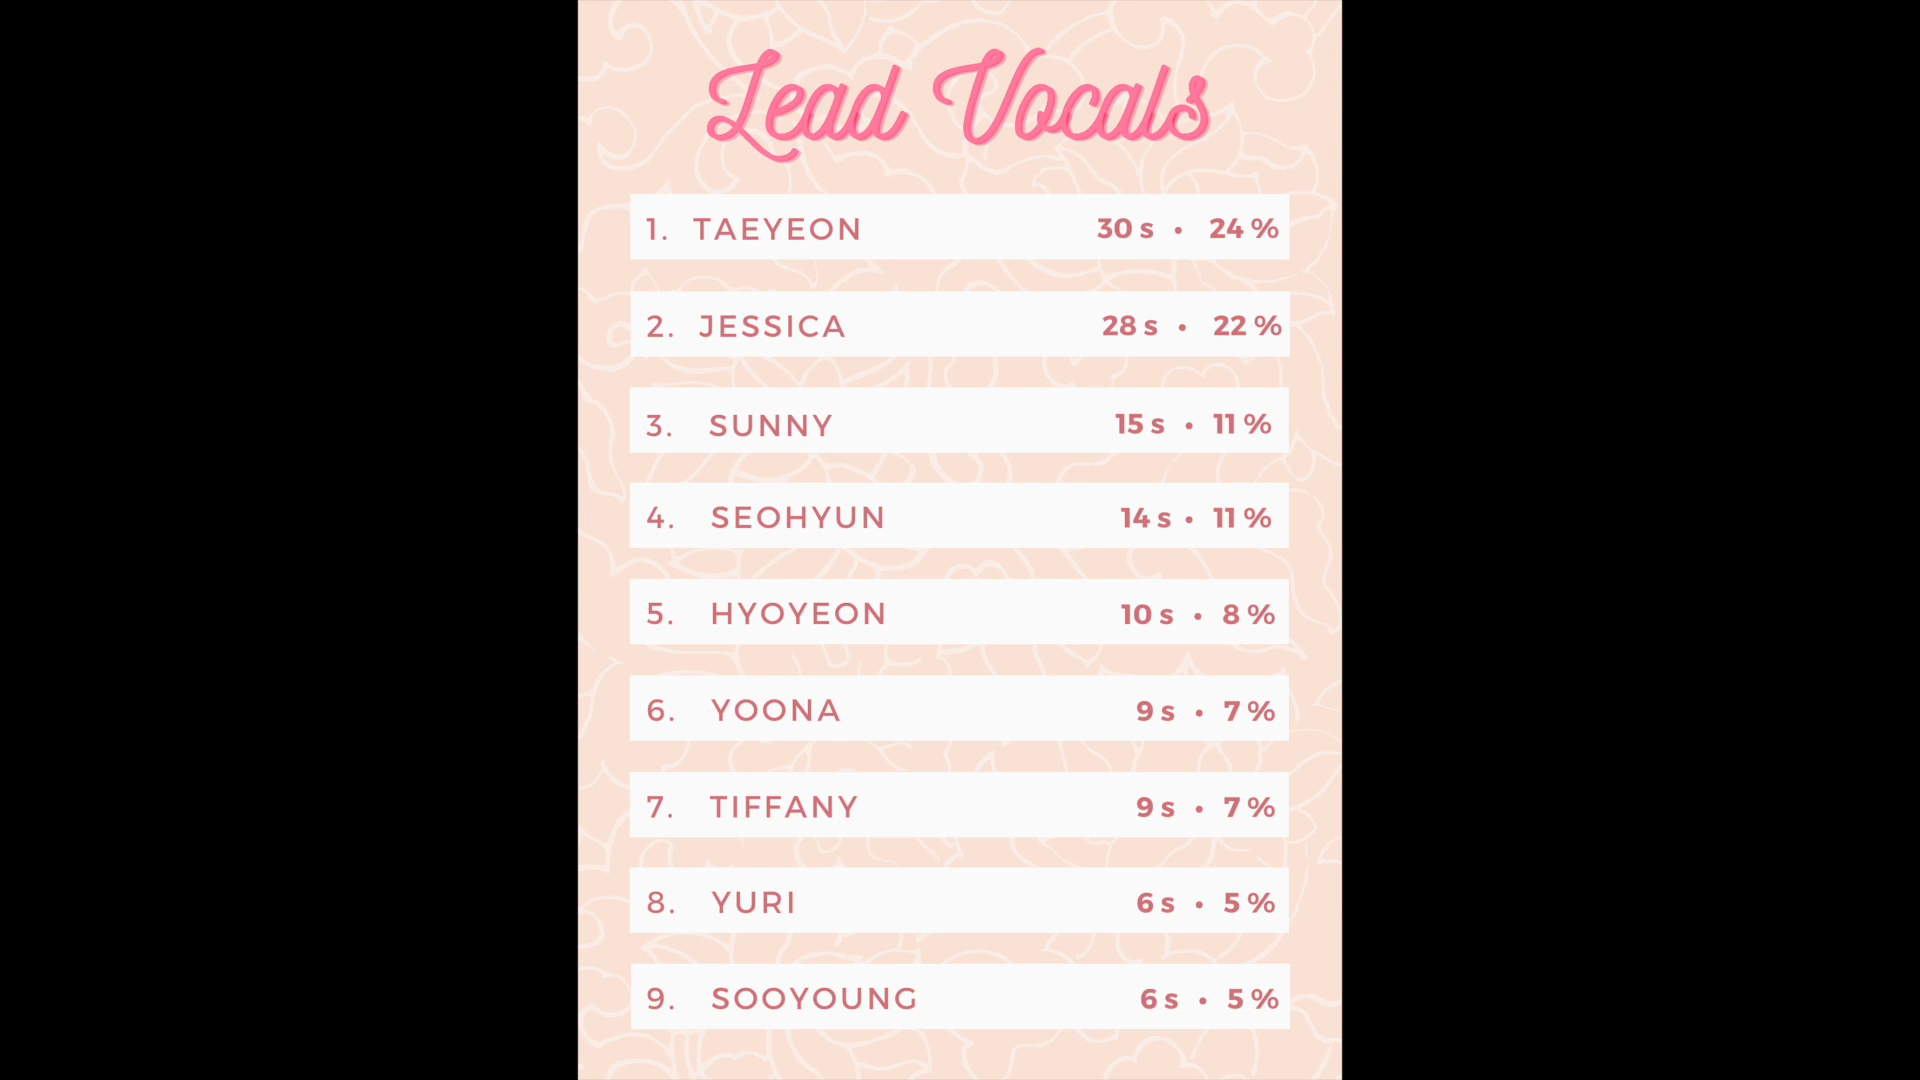 Lead Vocals
1. TAEYEON 30 s • 24 %
2. JESSICA 28 s • 22 %
3. SUNNY 15 s • 11 %
4. SEOHYUN 14 s • 11 %
5. HYOYEON 10 s • 8 %
6. YOONA 9 s • 7 %
7. TIFFANY 9 s • 7 %
8. YURI 6 s • 5 %
9. SOOYOUNG 6 s • 5 %